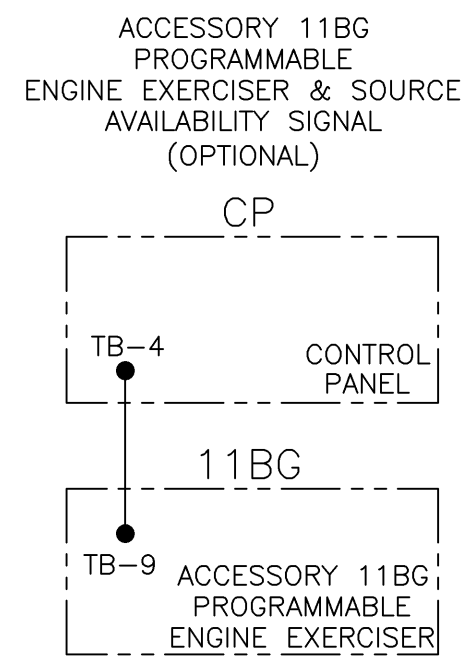 ACCESSORY 11BG
PROGRAMMABLE
ENGINE EXERCISER & SOURCE
AVAILABILITY SIGNAL
(OPTIONAL)
CP
TB-4
CONTROL
PANEL
11BG
TB-9
ACCESSORY 11BG
PROGRAMMABLE
ENGINE EXERCISER